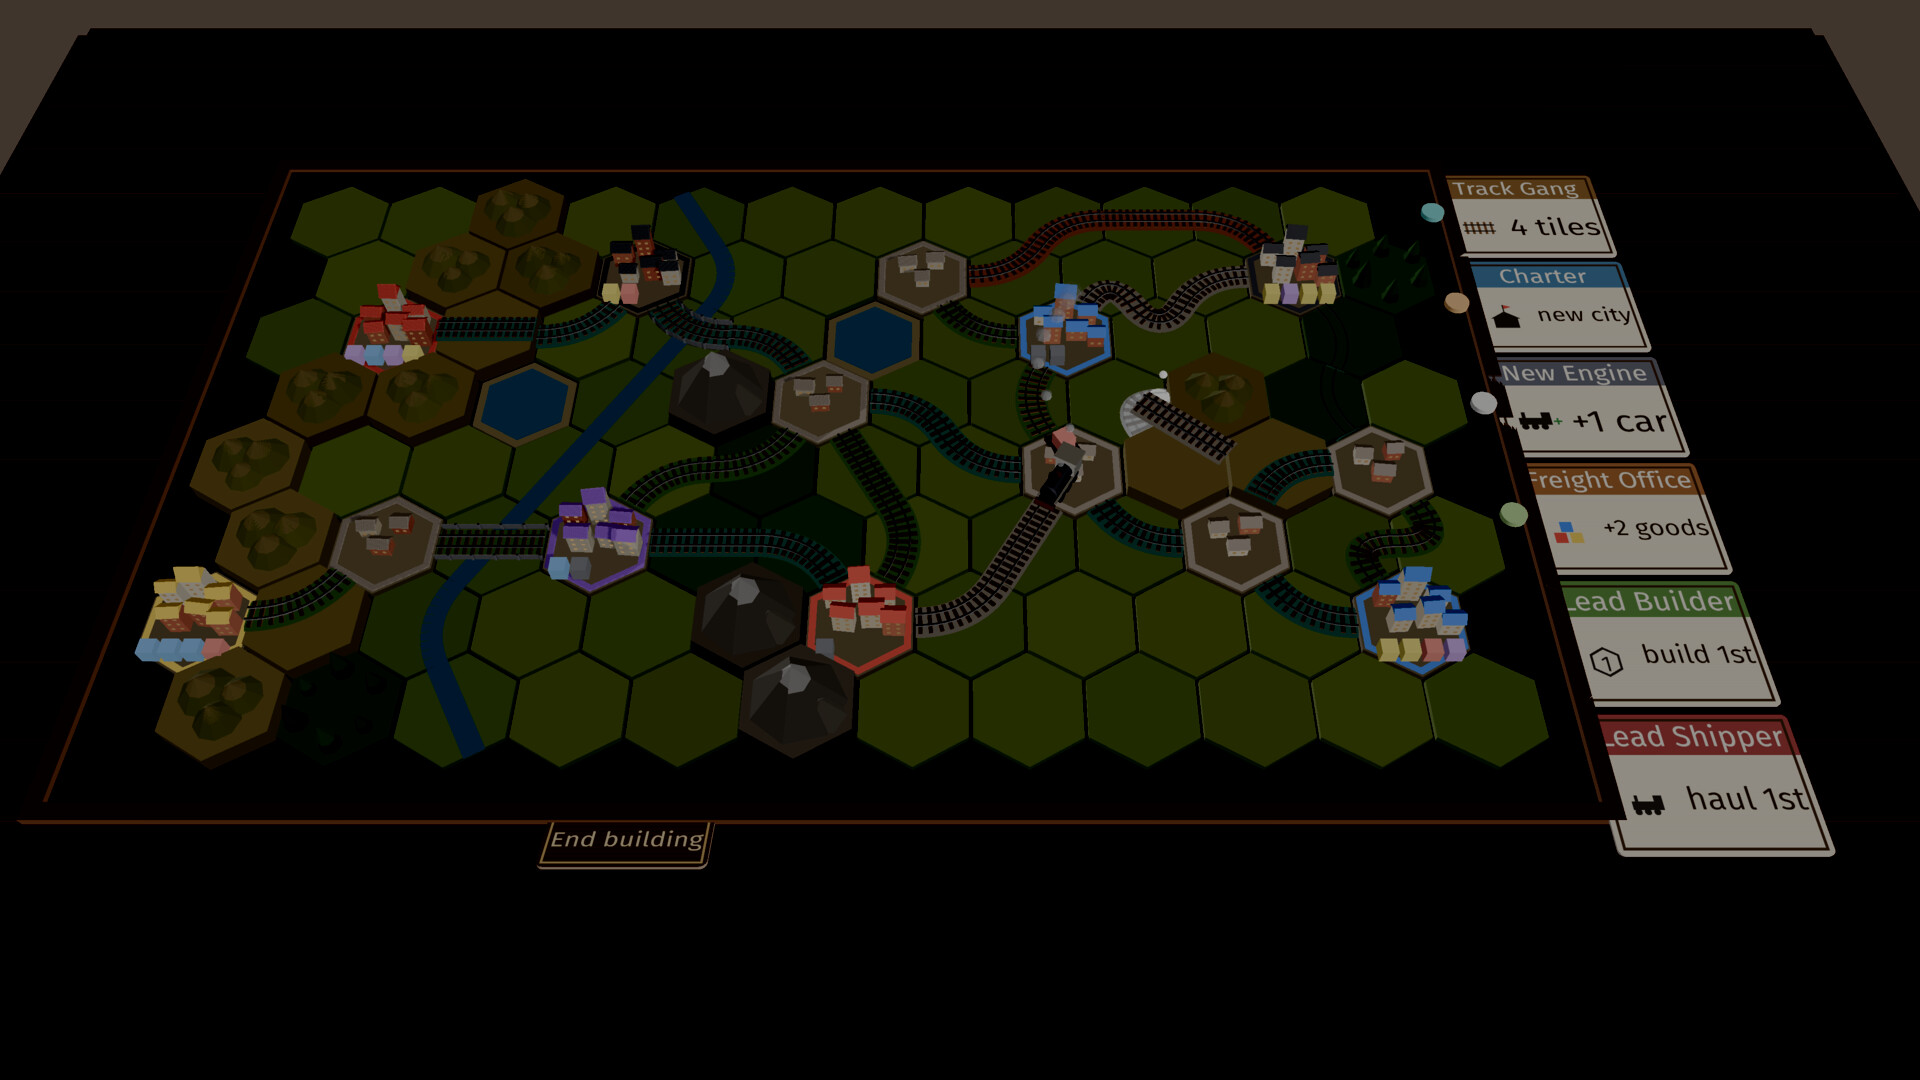 Track Gang
4 tiles
Charter
new city
New Engine
+ +1 car
Freight Office
+2 goods
Lead Builder
1 build 1st
Lead Shipper
haul 1st
End building